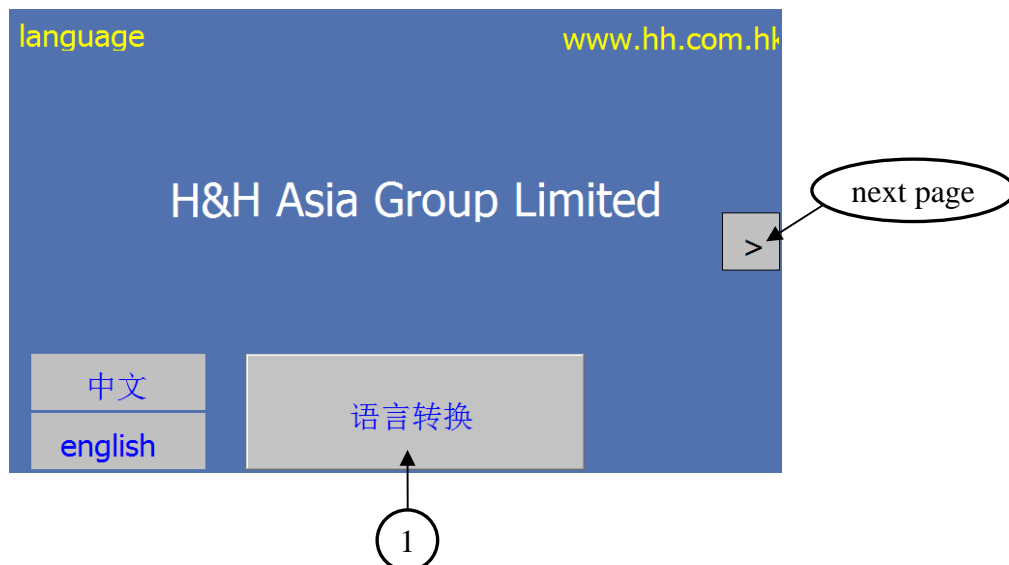 language
www.hh.com.hk
H&H Asia Group Limited
next page
>
中文
语言转换
english
1